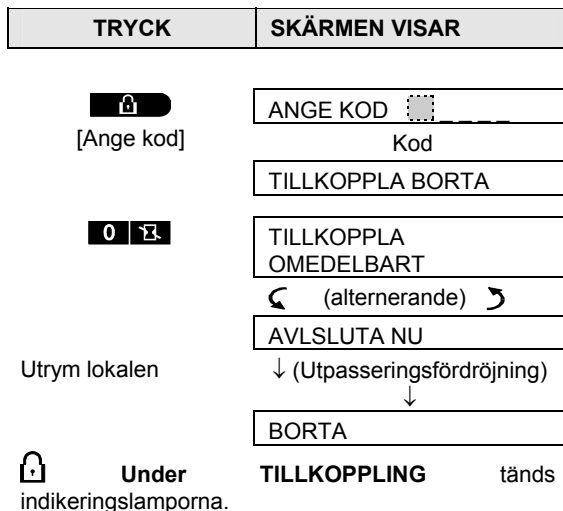 TRYCK SKÄRMEN VISAR
ANGE KOD _ _ _ _
[Ange kod] Kod
TILLKOPPLA BORTA
0 TILLKOPPLA
OMEDELBART
(alternerande)
AVLSLUTA NU
Utrym lokalen ↓ (Utpasseringsfördröjning)
↓
BORTA
Under TILLKOPPLING tänds
indikeringslamporna.